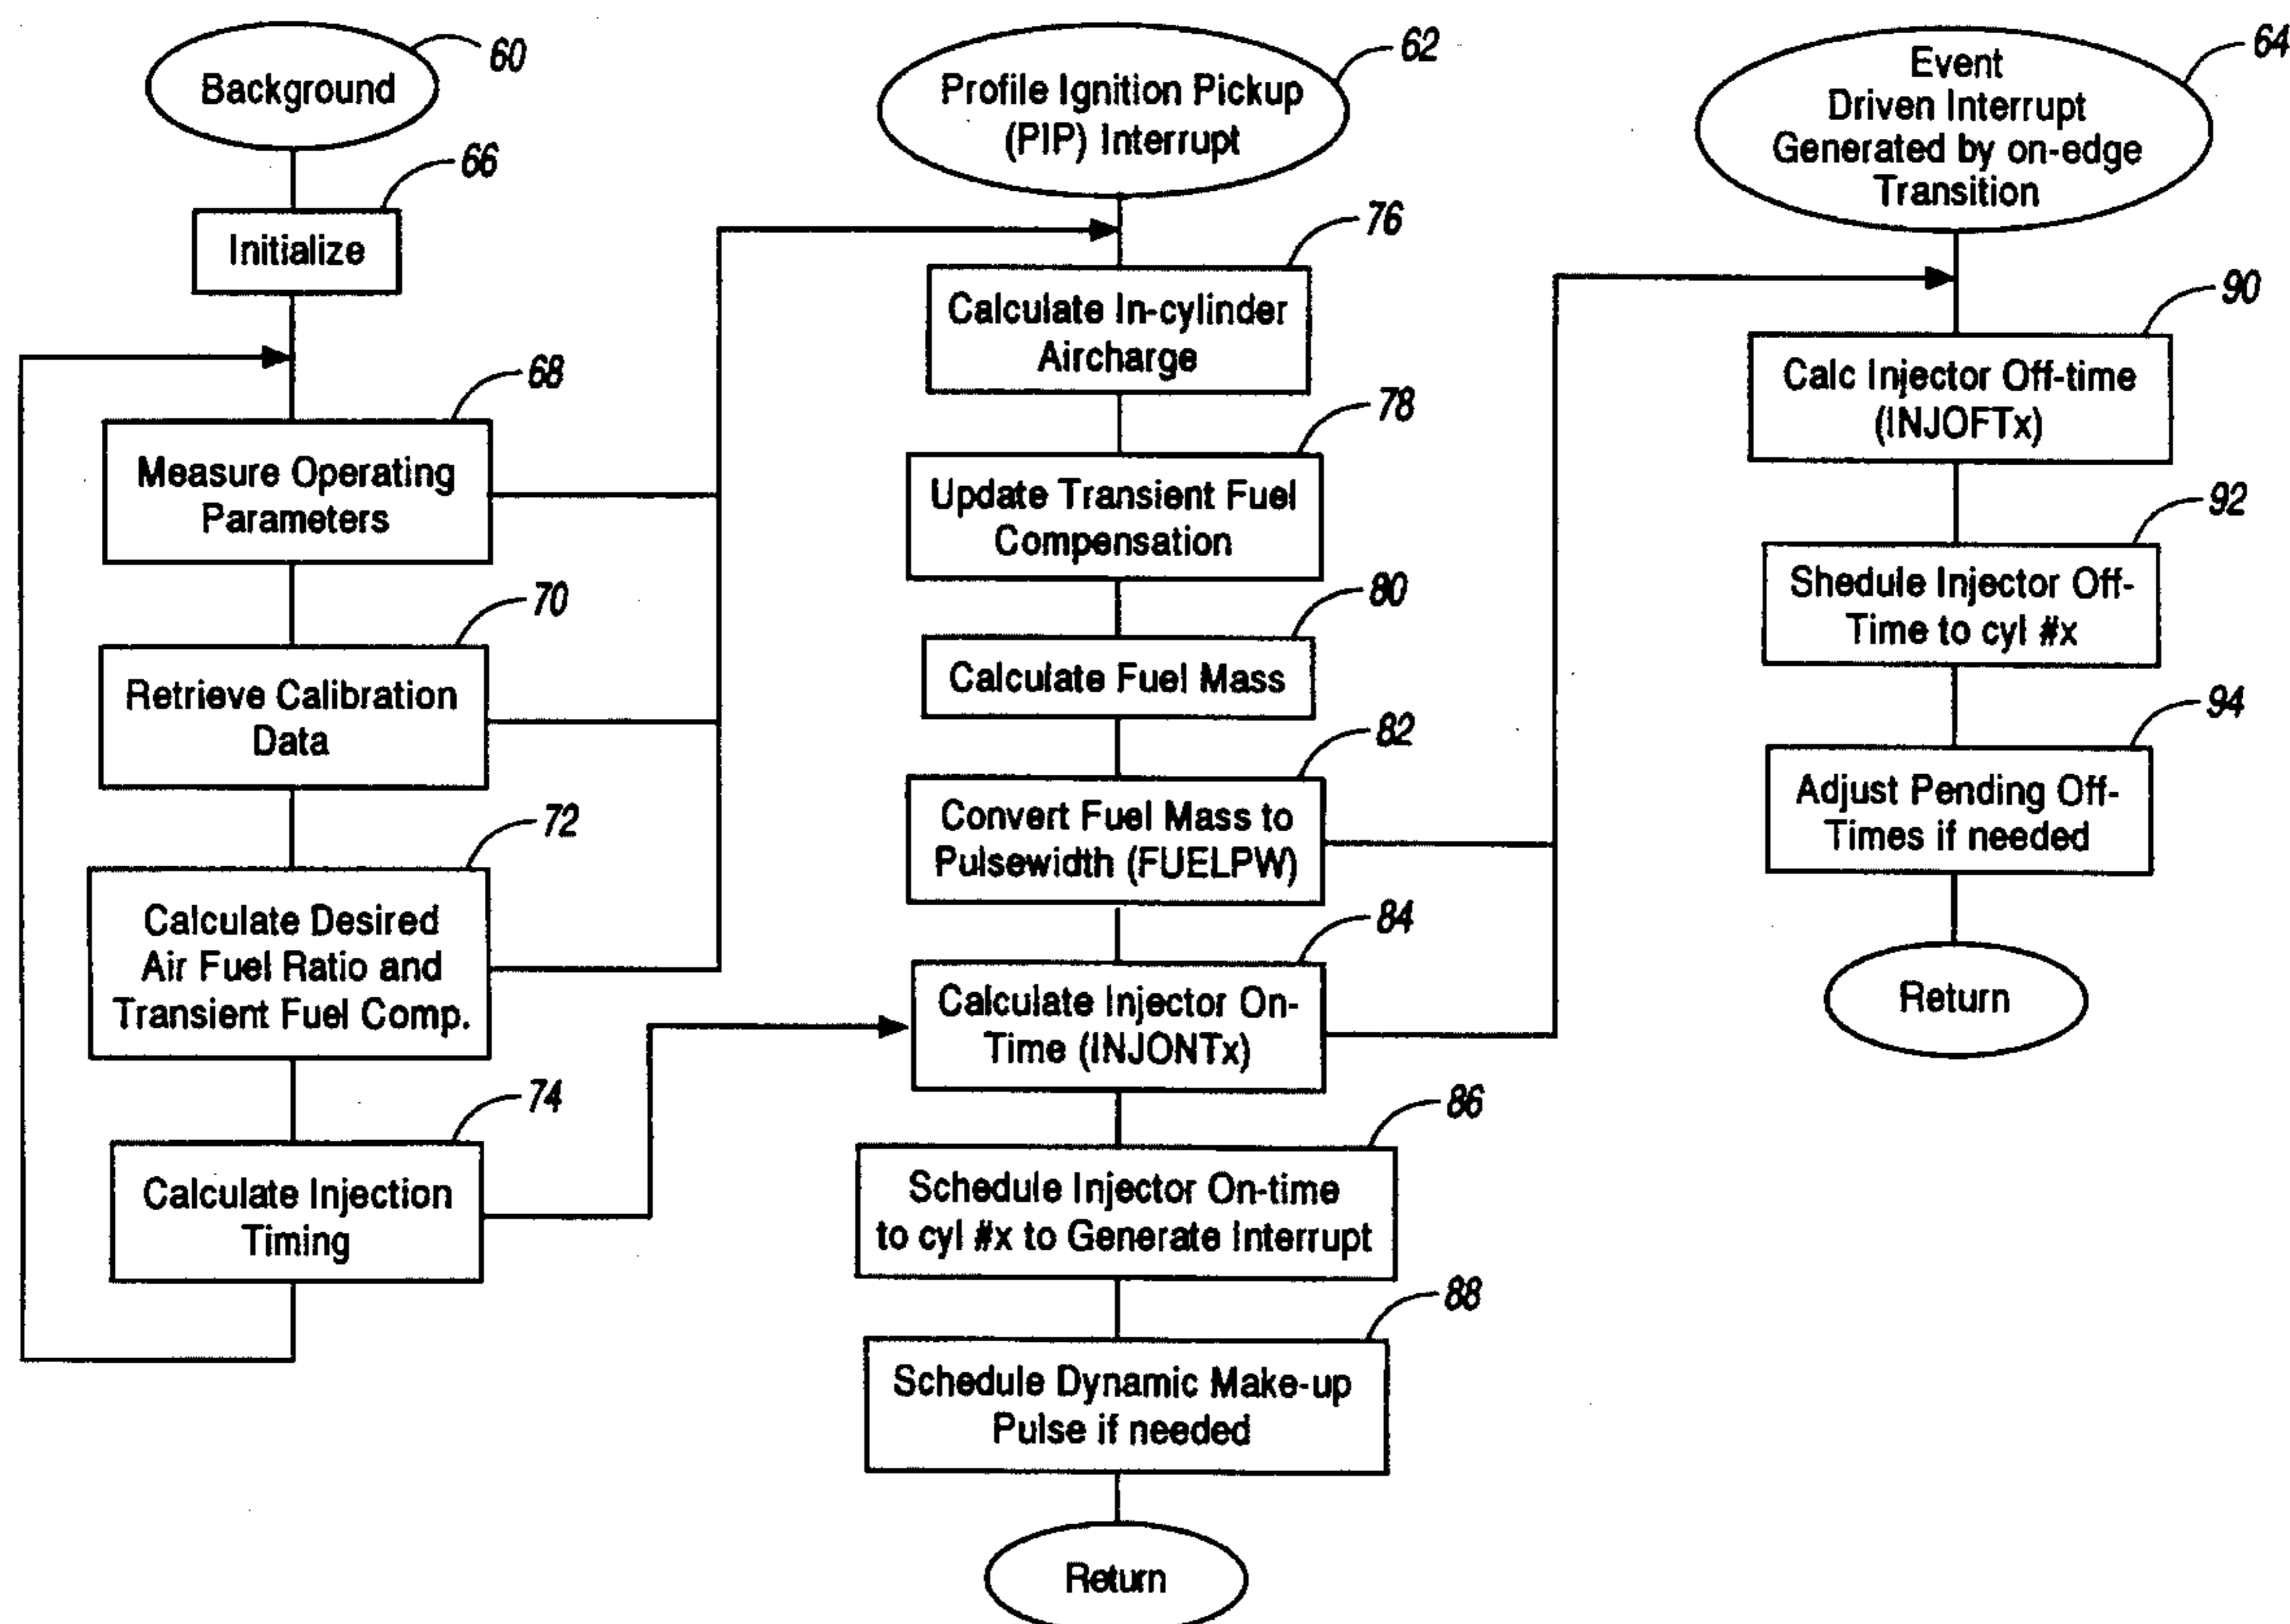 60
Background
66
Initialize
68
Measure Operating
Parameters
70
Retrieve Calibration
Data
72
Calculate Desired
Air Fuel Ratio and
Transient Fuel Comp.
74
Calculate Injection
Timing
62
Profile Ignition Pickup
(PIP) Interrupt
76
Calculate In-cylinder
Aircharge
78
Update Transient Fuel
Compensation
80
Calculate Fuel Mass
82
Convert Fuel Mass to
Pulsewidth (FUELPW)
84
Calculate Injector On-
Time (INJONTx)
86
Schedule Injector On-time
to cyl #x to Generate Interrupt
88
Schedule Dynamic Make-up
Pulse if needed
Return
64
Event
Driven Interrupt
Generated by on-edge
Transition
90
Calc Injector Off-time
(INJOFTx)
92
Shedule Injector Off-
Time to cyl #x
94
Adjust Pending Off-
Times if needed
Return